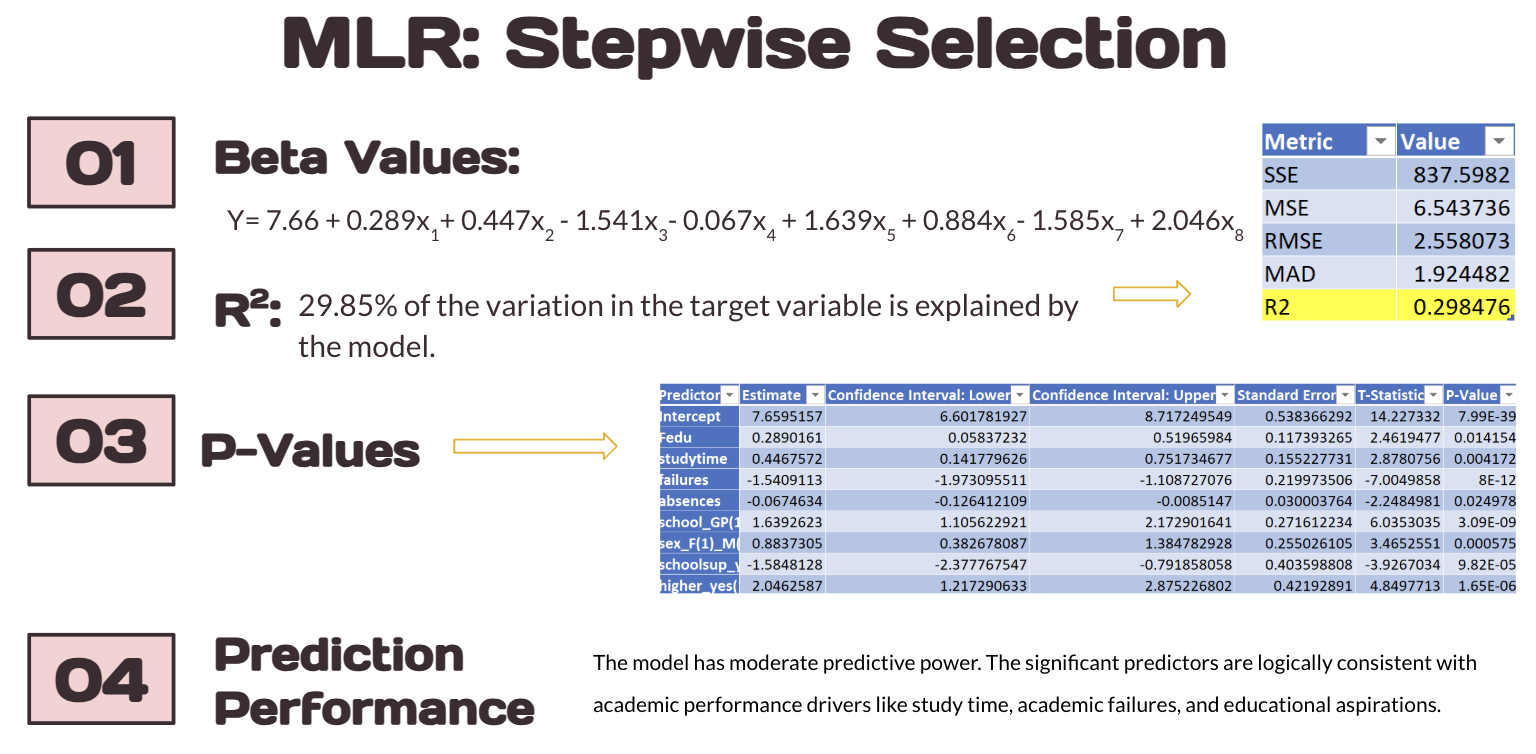 MLR: Stepwise Selection
01
Beta Values:
Y= 7.66 + 0.289x1+ 0.447x2 - 1.541x3- 0.067x4 + 1.639x5 + 0.884x6- 1.585x7 + 2.046x8
Metric Value
SSE 837.5982
MSE 6.543736
RMSE 2.558073
MAD 1.924482
R2 0.298476
02
R²: 29.85% of the variation in the target variable is explained by
the model.
03
P-Values
Predictor Estimate Confidence Interval: Lower Confidence Interval: Upper Standard Error T-Statistic P-Value
Intercept 7.6595157 6.601781927 8.717249549 0.538366292 14.227332 7.99E-39
Fedu 0.2890161 0.05837232 0.51965984 0.117393265 2.4619477 0.014154
studytime 0.4467572 0.141779626 0.751734677 0.155227731 2.8780756 0.004172
failures -1.5409113 -1.973095511 -1.108727076 0.219973506 -7.0049858 8E-12
absences -0.0674634 -0.126412109 -0.0085147 0.030003764 -2.2484981 0.024978
school_GP(1 1.6392623 1.105622921 2.172901641 0.271612234 6.0353035 3.09E-09
sex_F(1)_M( 0.8837305 0.382678087 1.384782928 0.255026105 3.4652551 0.000575
schoolsup_y -1.5848128 -2.377767547 -0.791858058 0.403598808 -3.9267034 9.82E-05
higher_yes( 2.0462587 1.217290633 2.875226802 0.42192891 4.8497713 1.65E-06
04
Prediction
Performance
The model has moderate predictive power. The significant predictors are logically consistent with
academic performance drivers like study time, academic failures, and educational aspirations.